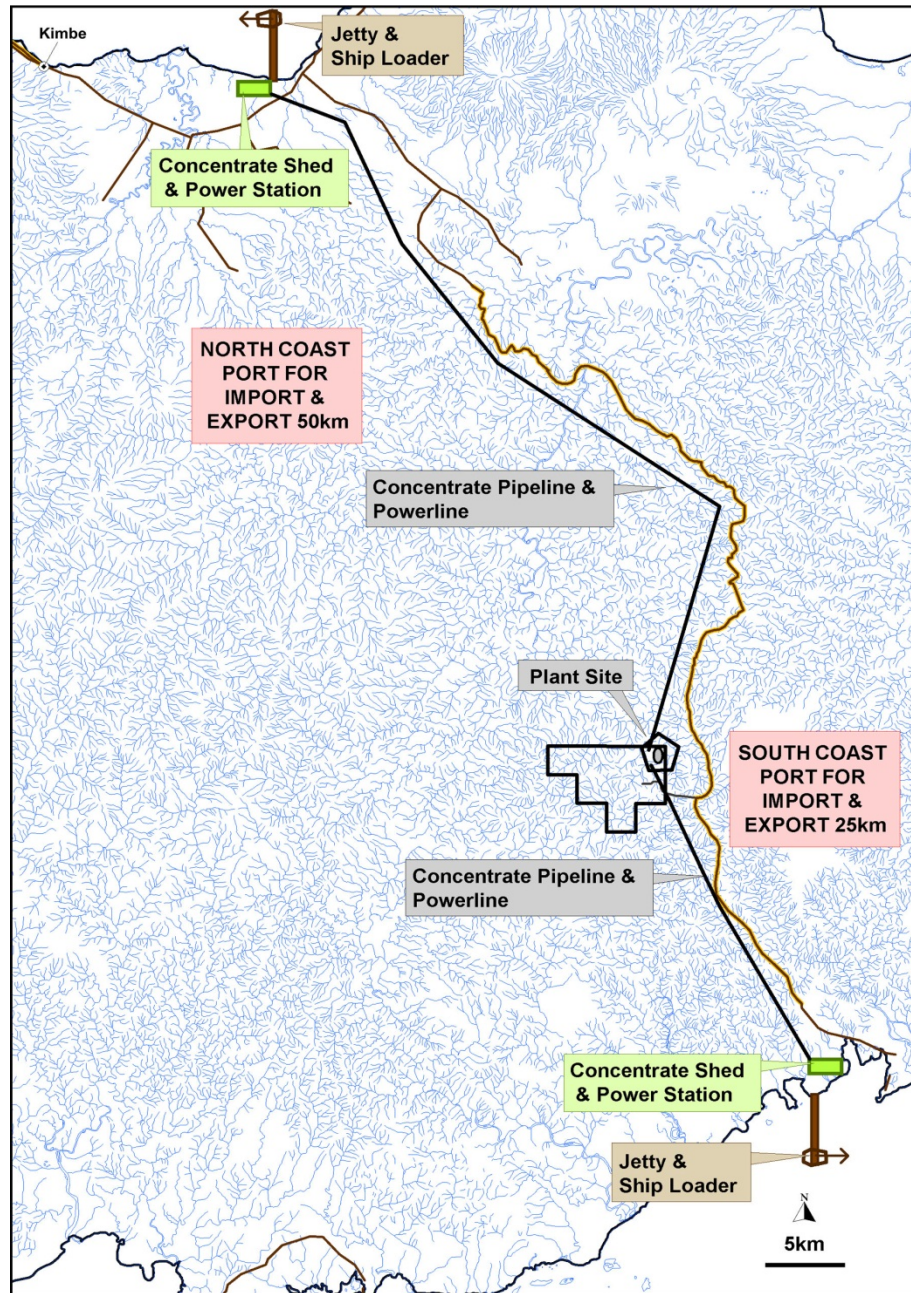 Kimbe
Jetty &
Ship Loader
Concentrate Shed
& Power Station
NORTH COAST
PORT FOR
IMPORT &
EXPORT 50km
Concentrate Pipeline &
Powerline
Plant Site
SOUTH COAST
PORT FOR
IMPORT &
EXPORT 25km
Concentrate Pipeline &
Powerline
Concentrate Shed
& Power Station
Jetty &
Ship Loader
N
5km